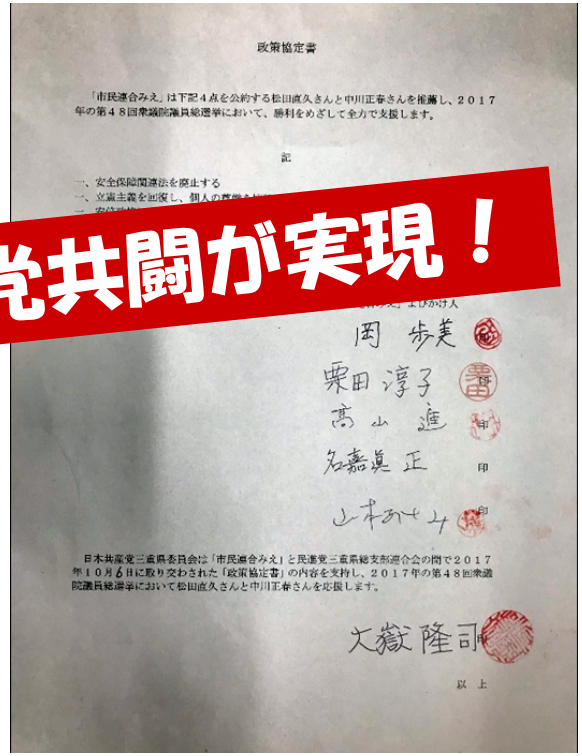 政策協定書
「市民連合みえ」は下記4点を公約する松田直久さんと中川正春さんを推薦し、2017
年の第48回衆議院議員総選挙において、勝利をめざして全力で支援します。
記
一、安全保障関連法を廃止する
一、立憲主義を回復し、個人の尊厳を
党共闘が実現！
よびかけ人
岡 歩美
栗田 淳子 印
高山 進 印
名嘉眞 正 印
山本あけみ 印
日本共産党三重県委員会は「市民連合みえ」と民進党三重県総支部連合会の間で2017
年10月6日に取り交わされた「政策協定書」の内容を支持し、2017年の第48回衆議
院議員総選挙において松田直久さんと中川正春さんを応援します。
大嶽隆司 印
以上